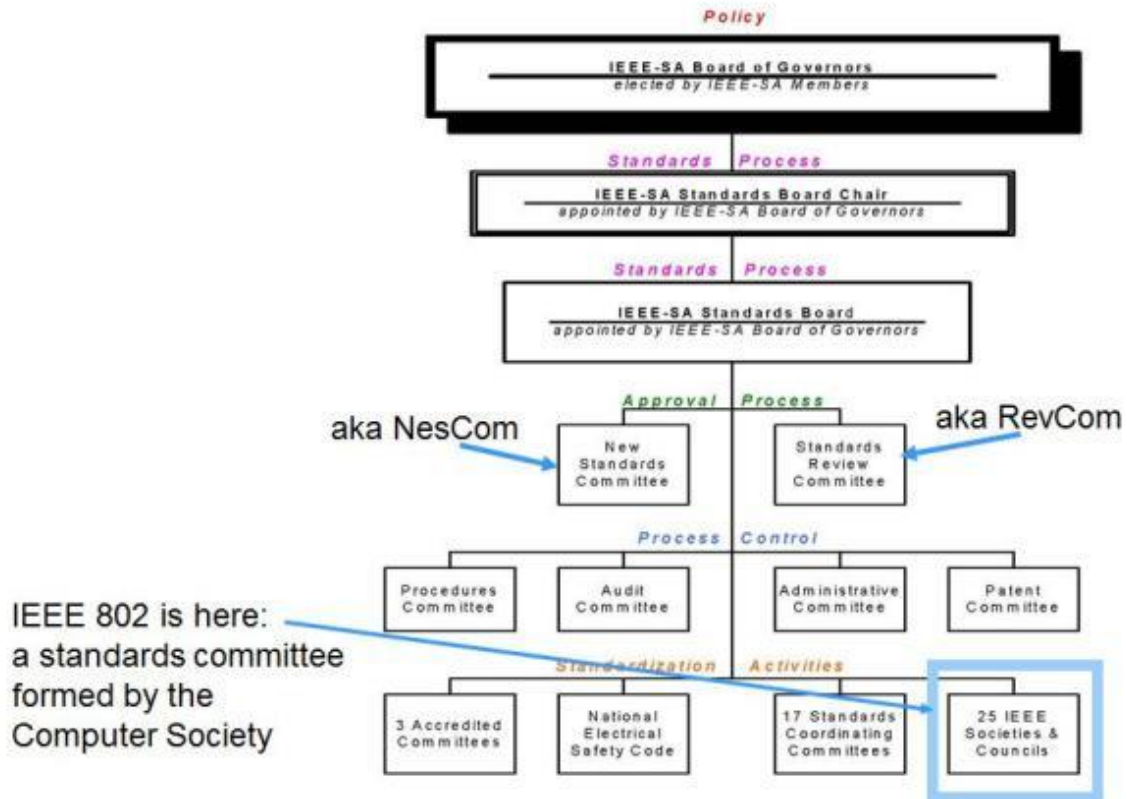 Policy
IEEE-SA Board of Governors
elected by IEEE-SA Members
Standards Process
IEEE-SA Standards Board Chair
appointed by IEEE-SA Board of Governors
Standards Process
IEEE-SA Standards Board
appointed by IEEE-SA Board of Governors
Approval Process
aka NesCom
aka RevCom
New
Standards
Committee
Standards
Review
Committee
Process Control
Procedures
Committee
Audit
Committee
Administrative
Committee
Patent
Committee
IEEE 802 is here:
a standards committee
formed by the
Computer Society
Standardization Activities
3 Accredited
Committees
National
Electrical
Safety Code
17 Standards
Coordinating
Committees
25 IEEE
Societies &
Councils